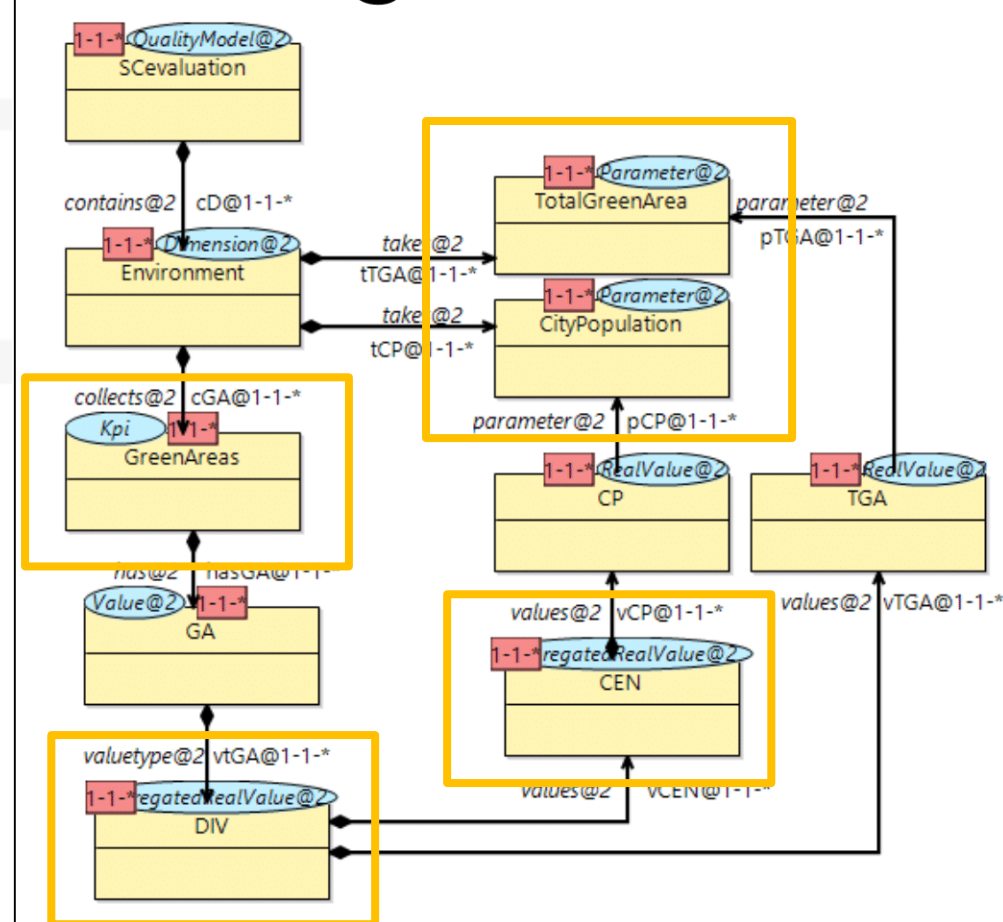 1-1-* QualityModel@2
SCevaluation
contains@2 cD@1-1-*
1-1-* Dimension@2
Environment
1-1-* Parameter@2
TotalGreenArea
takes@2
tTGA@1-1-*
parameter@2
pTGA@1-1-*
1-1-* Parameter@2
CityPopulation
takes@2
tCP@1-1-*
collects@2 cGA@1-1-*
Kpi 1-1-*
GreenAreas
parameter@2 pCP@1-1-*
1-1-* RealValue@2
CP
1-1-* RealValue@2
TGA
has@2 hasGA@1-1-*
Value@2 1-1-*
GA
values@2 vCP@1-1-*
values@2 vTGA@1-1-*
1-1-* regatedRealValue@2
CEN
valuetype@2 vtGA@1-1-*
1-1-* regatedRealValue@2
DIV
values@2 vCEN@1-1-*